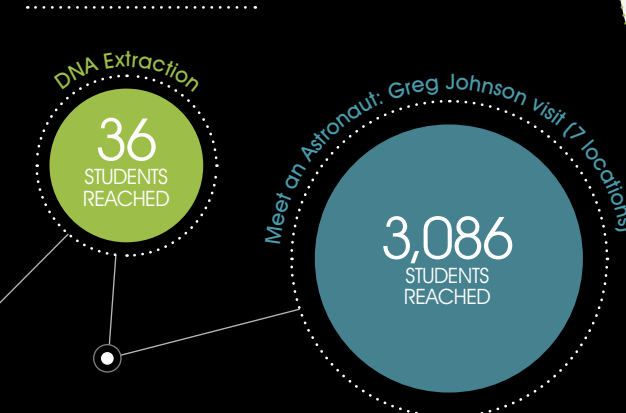 DNA Extraction
36
STUDENTS
REACHED
Meet an Astronaut: Greg Johnson visit (7 locations)
3,086
STUDENTS
REACHED